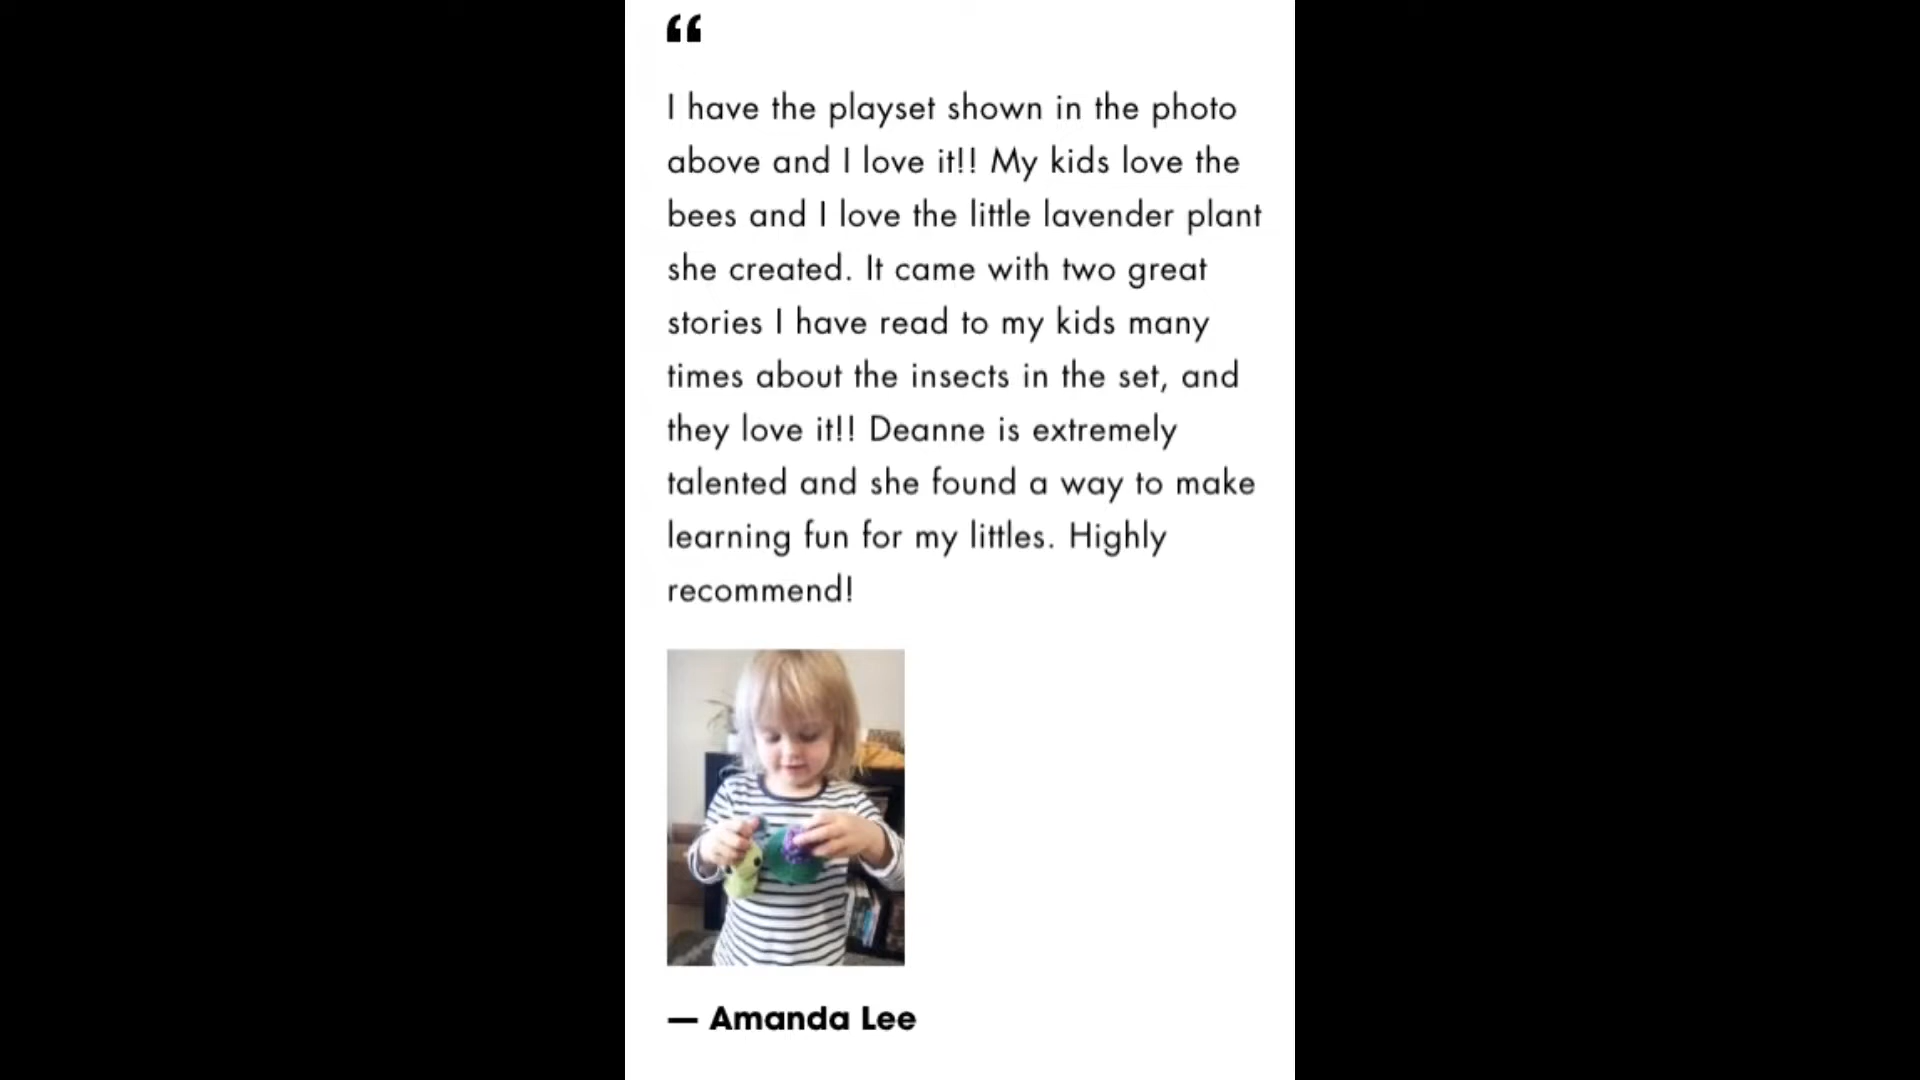 “
I have the playset shown in the photo
above and I love it!! My kids love the
bees and I love the little lavender plant
she created. It came with two great
stories I have read to my kids many
times about the insects in the set, and
they love it!! Deanne is extremely
talented and she found a way to make
learning fun for my littles. Highly
recommend!
— Amanda Lee